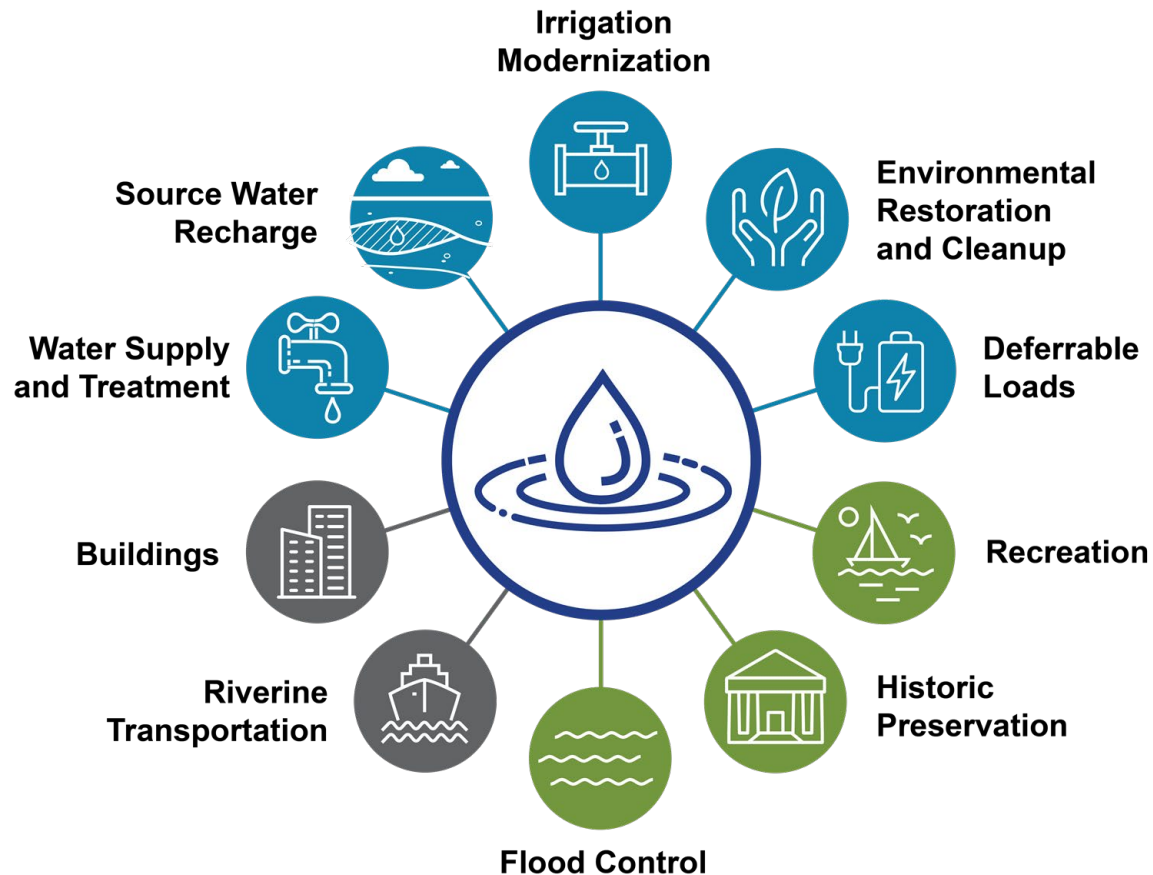 Irrigation
Modernization
Environmental
Restoration
and Cleanup
Source Water
Recharge
Deferrable
Loads
Water Supply
and Treatment
Recreation
Buildings
Historic
Preservation
Riverine
Transportation
Flood Control